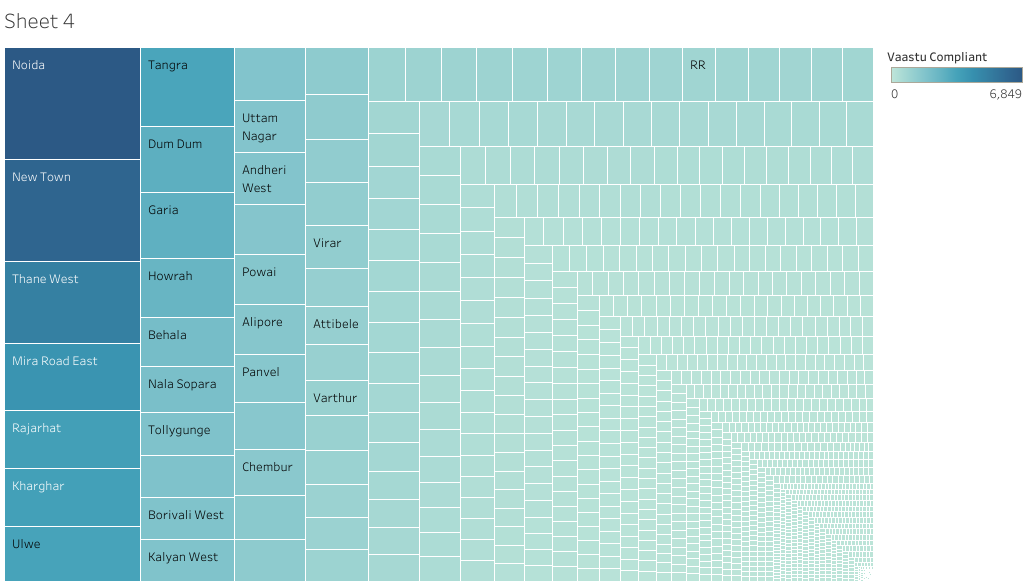 Sheet 4
Noida
New Town
Thane West
Mira Road East
Rajarhat
Kharghar
Ulwe
Tangra
Dum Dum
Garia
Howrah
Behala
Nala Sopara
Tollygunge
Borivali West
Kalyan West
Uttam
Nagar
Andheri
West
Powai
Alipore
Panvel
Chembur
Virar
Attibele
Varthur
RR
Vaastu Compliant
0
6,849